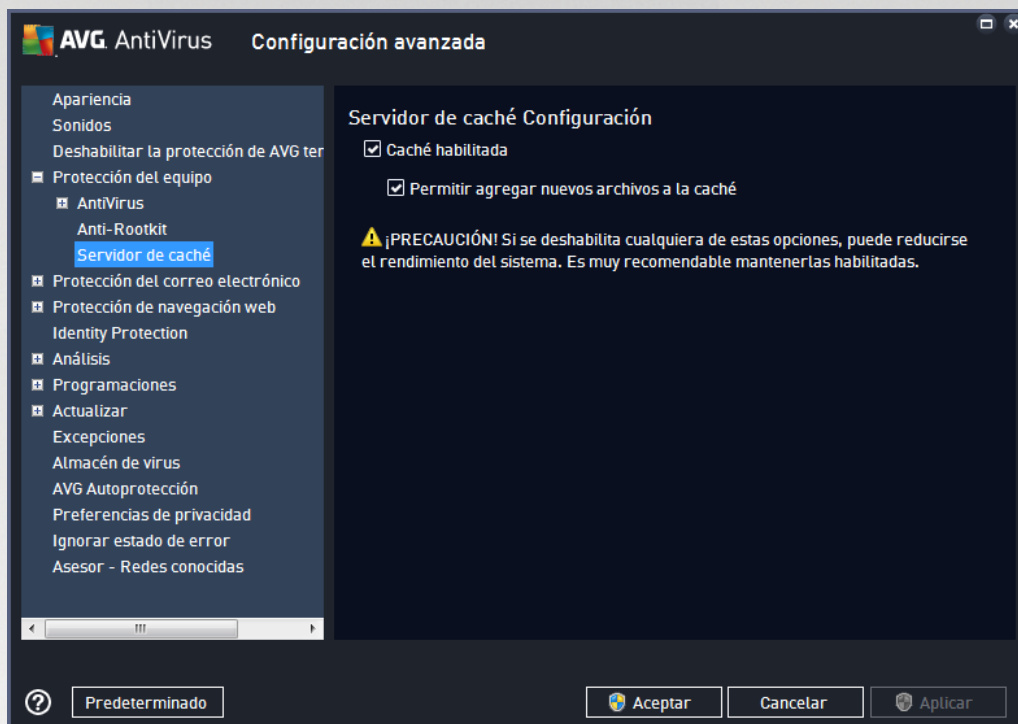 AVG. AntiVirus Configuración avanzada
Apariencia
Sonidos
Deshabilitar la protección de AVG ter
Protección del equipo
AntiVirus
Anti-Rootkit
Servidor de caché
Protección del correo electrónico
Protección de navegación web
Identity Protection
Análisis
Programaciones
Actualizar
Excepciones
Almacén de virus
AVG Autoprotección
Preferencias de privacidad
Ignorar estado de error
Asesor - Redes conocidas
Servidor de caché Configuración
Caché habilitada
Permitir agregar nuevos archivos a la caché
¡PRECAUCIÓN! Si se deshabilita cualquiera de estas opciones, puede reducirse
el rendimiento del sistema. Es muy recomendable mantenerlas habilitadas.
? Predeterminado Aceptar Cancelar Aplicar